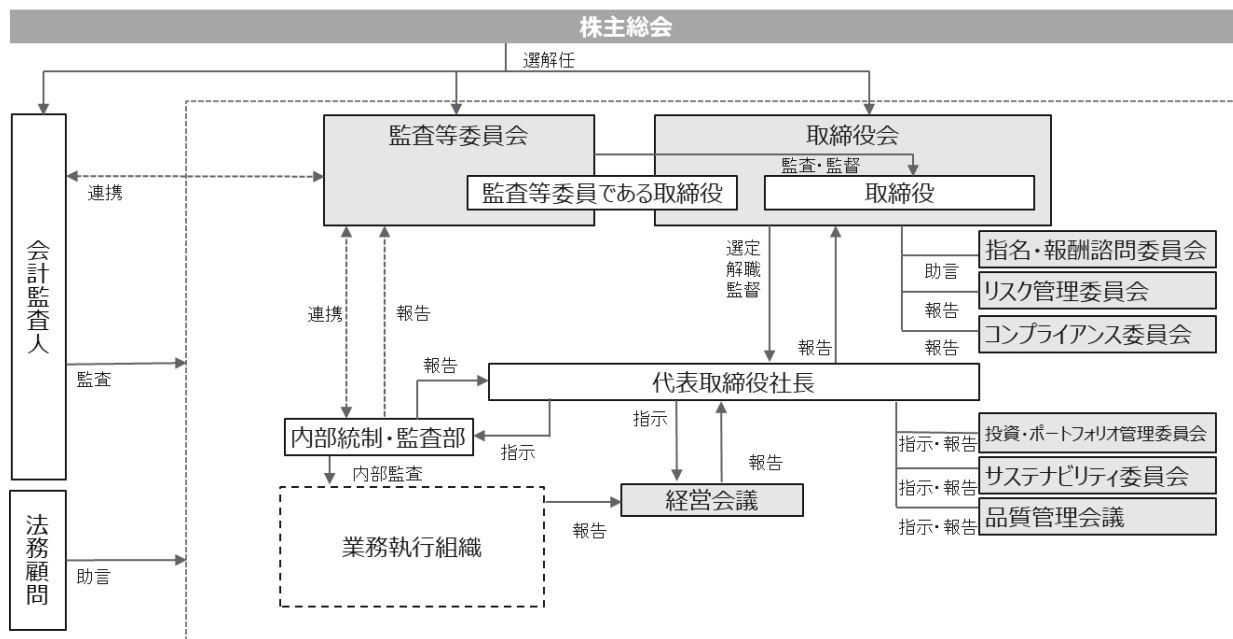 株主総会
選解任
監査等委員会
取締役会
監査・監督
監査等委員である取締役
取締役
連携
会計監査人
選定
解職
監督
指名・報酬諮問委員会
助言
リスク管理委員会
連携
報告
報告
コンプライアンス委員会
報告
報告
監査
報告
代表取締役社長
指示
内部統制・監査部
指示
投資・ポートフォリオ管理委員会
指示・報告
報告
内部監査
サステナビリティ委員会
指示・報告
経営会議
報告
品質管理会議
指示・報告
法務顧問
業務執行組織
助言